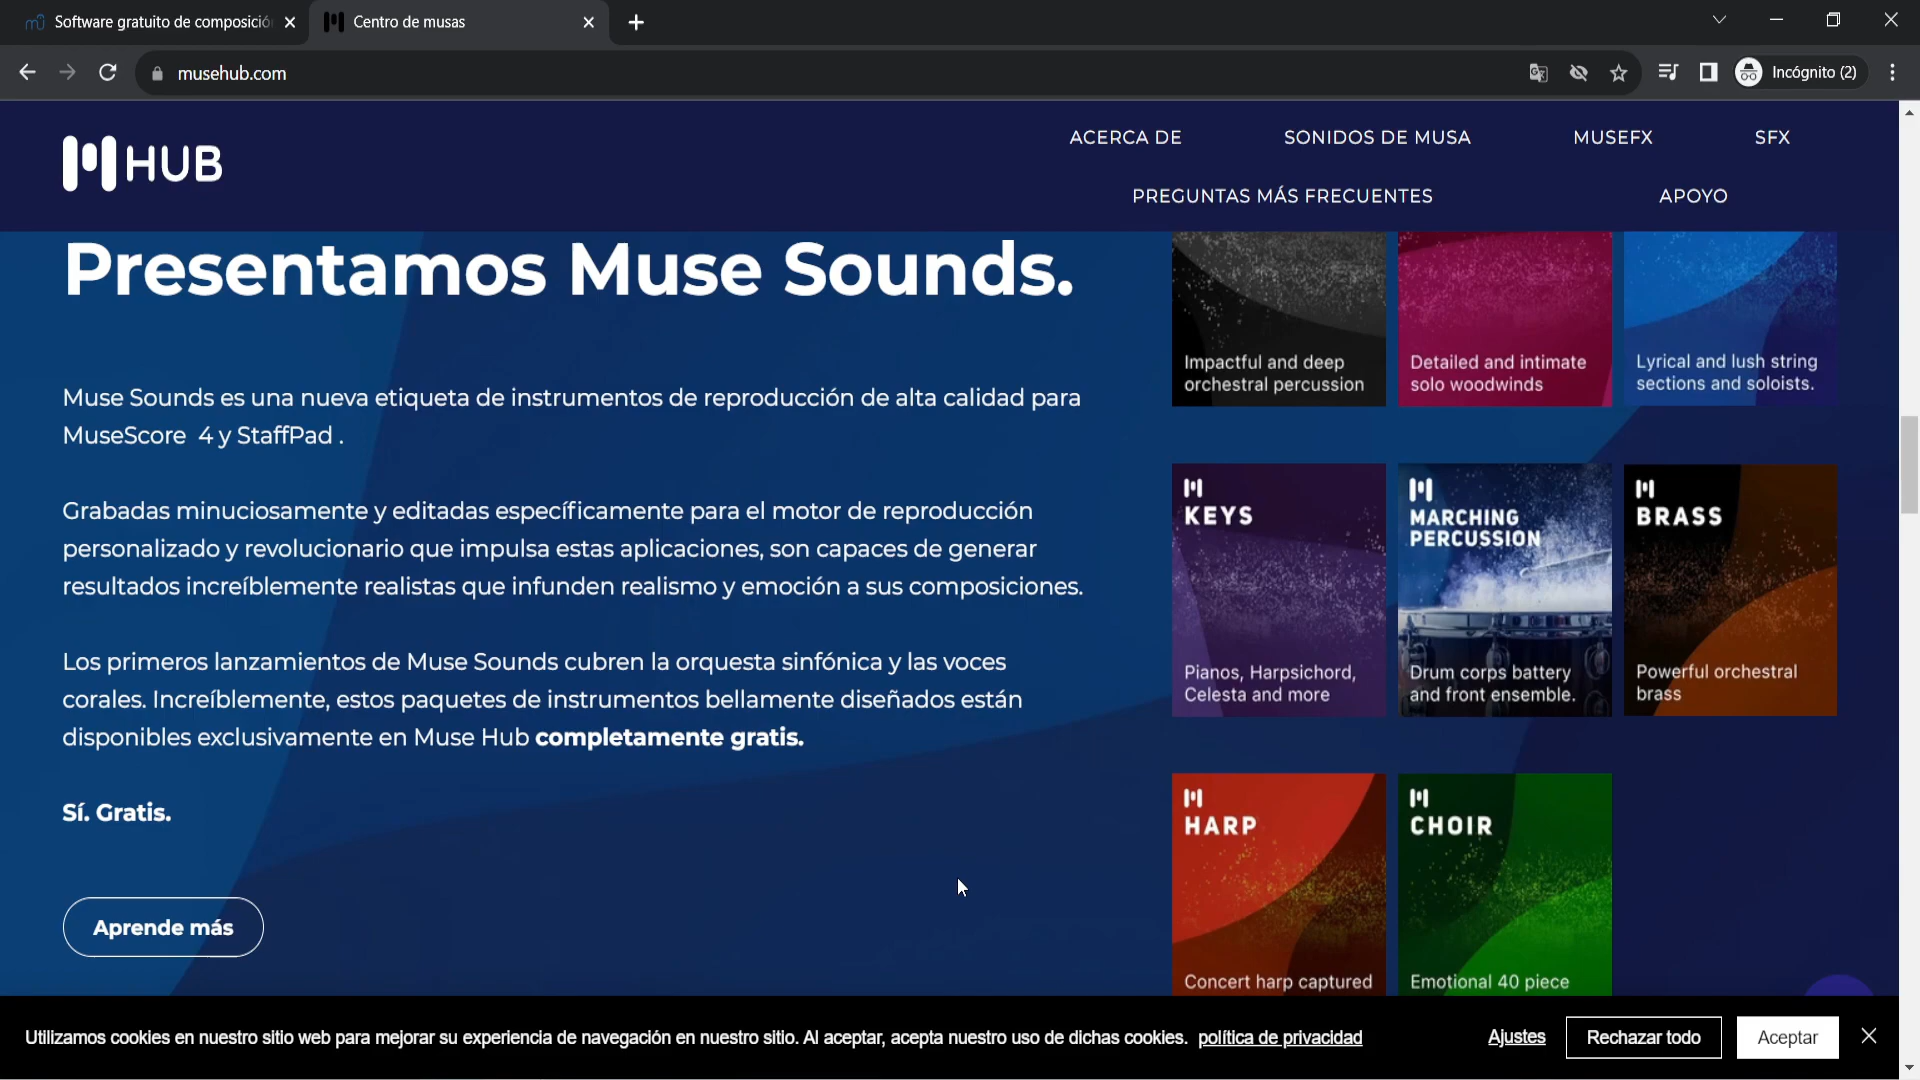 Software gratuito de composició
Centro de musas
musehub.com
Incógnito (2)
HUB
ACERCA DE
SONIDOS DE MUSA
MUSEFX
SFX
PREGUNTAS MÁS FRECUENTES
APOYO
Presentamos Muse Sounds.
Muse Sounds es una nueva etiqueta de instrumentos de reproducción de alta calidad para
MuseScore 4 y StaffPad .
Grabadas minuciosamente y editadas específicamente para el motor de reproducción
personalizado y revolucionario que impulsa estas aplicaciones, son capaces de generar
resultados increíblemente realistas que infunden realismo y emoción a sus composiciones.
Los primeros lanzamientos de Muse Sounds cubren la orquesta sinfónica y las voces
corales. Increíblemente, estos paquetes de instrumentos bellamente diseñados están
disponibles exclusivamente en Muse Hub completamente gratis.
Sí. Gratis.
Aprende más
Impactful and deep
orchestral percussion
Detailed and intimate
solo woodwinds
Lyrical and lush string
sections and soloists.
KEYS
Pianos, Harpsichord,
Celesta and more
MARCHING
PERCUSSION
Drum corps battery
and front ensemble.
BRASS
Powerful orchestral
brass
HARP
Concert harp captured
CHOIR
Emotional 40 piece
Utilizamos cookies en nuestro sitio web para mejorar su experiencia de navegación en nuestro sitio. Al aceptar, acepta nuestro uso de dichas cookies. política de privacidad
Ajustes
Rechazar todo
Aceptar